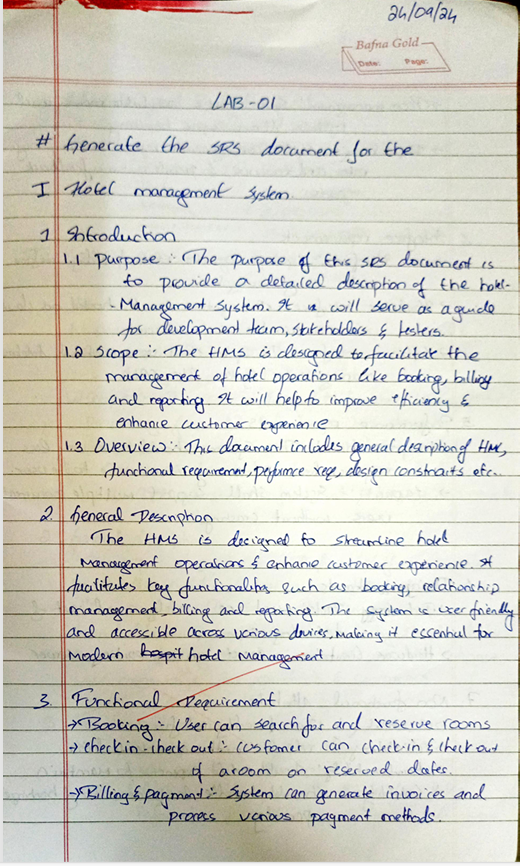 24/09/24
Bafna Gold
Date: Page:
LAB-01
# Generate the SRS document for the
I Hotel management System
1 Introduction
1.1 Purpose :- The purpose of this SRS document is
to provide a detailed description of the hotel-
-Management System. It will serve as a guide
for development team, stakeholders & testers.
1.2 Scope :- The HMS is designed to facilitate the
management of hotel operations like booking, billing
and reporting It will help to improve efficiency &
enhance customer experience
1.3 Overview :- This document includes general description of HMS,
functional requirement, performance req, design constraints etc..
2. General Description
The HMS is designed to streamline hotel
Management operations & enhance customer experience. It
facilitates key functionalities such as booking, relationship
management, billing and reporting. The system is user friendly
and accessible across various devices, making it essential for
modern hotel management
3. Functional Requirement
→ Booking :- User can search for and reserve rooms
→ check in - check out :- customer can check-in & check out
of a room on reserved dates.
→ Billing & payment :- System can generate invoices and
process various payment methods.